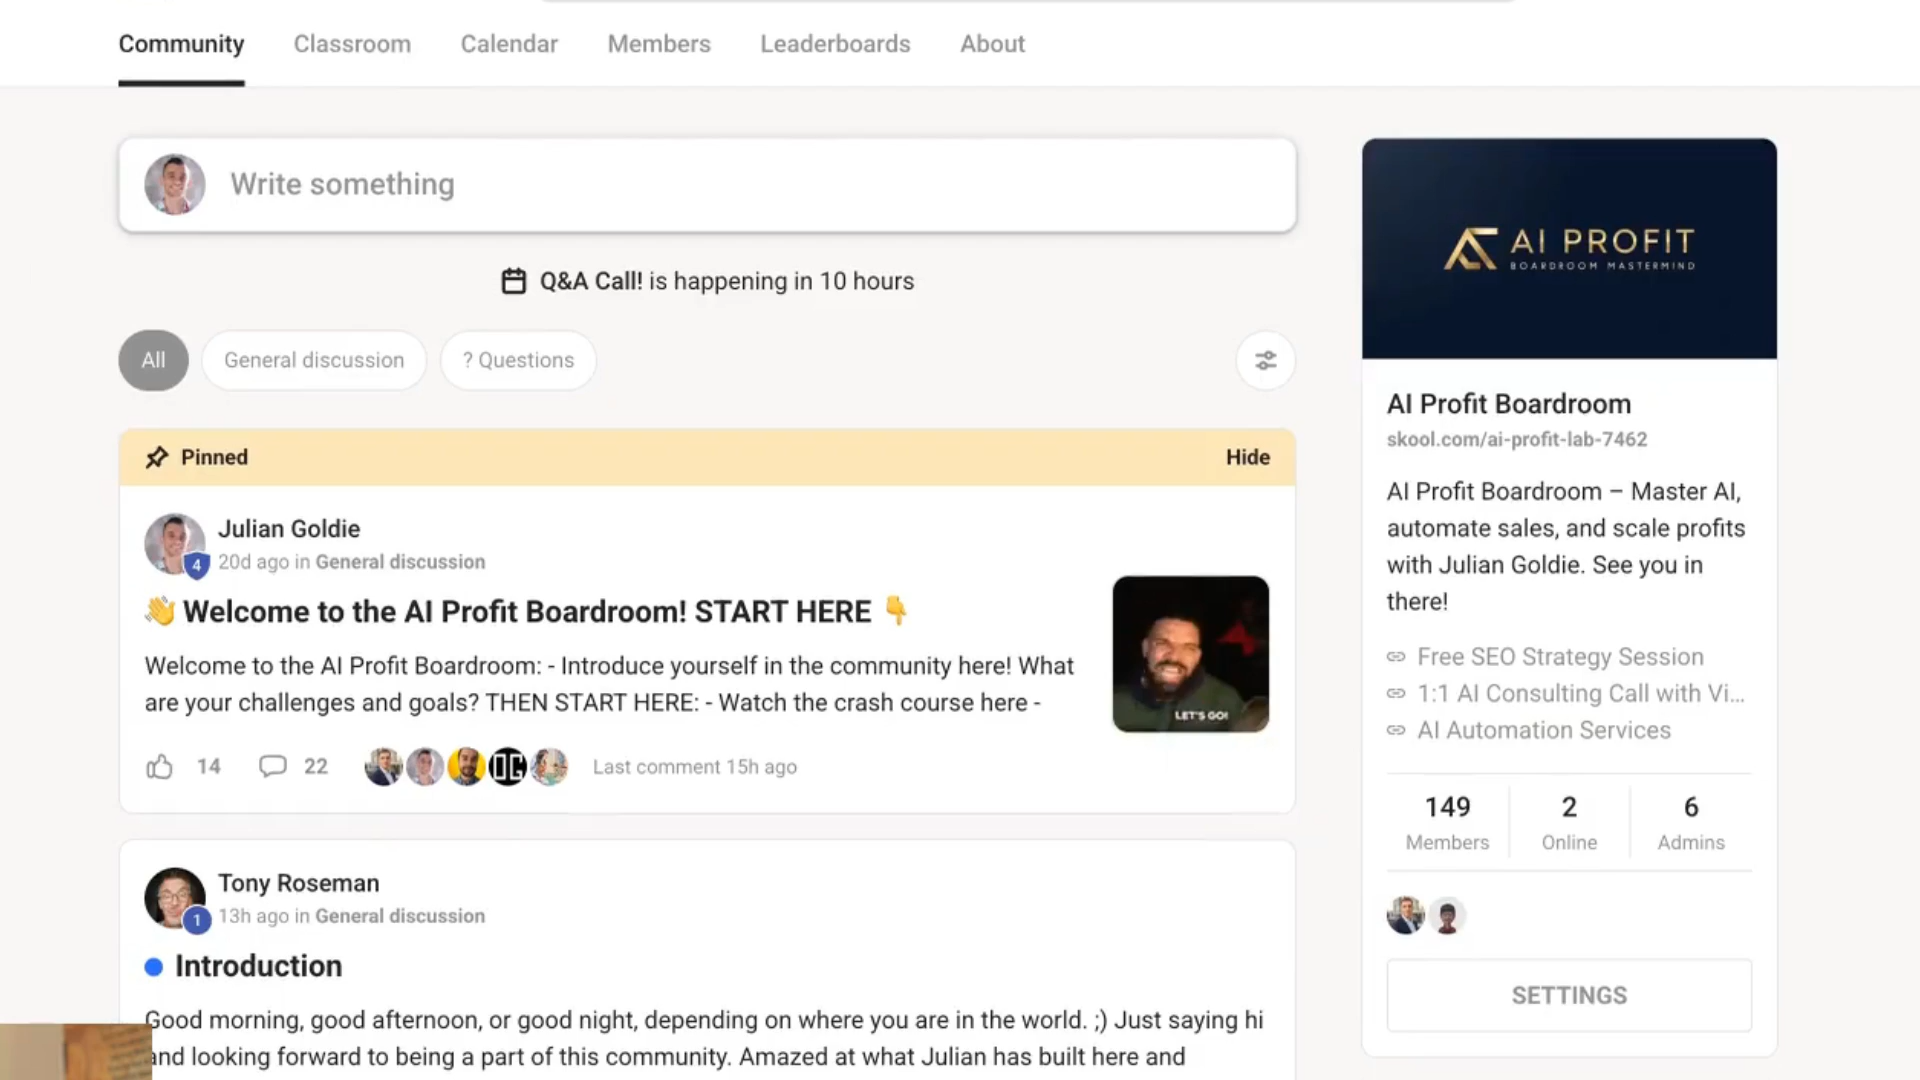 Community Classroom Calendar Members Leaderboards About
Write something
Q&A Call! is happening in 10 hours
All General discussion ? Questions
Pinned Hide
Julian Goldie
4 20d ago in General discussion
👋 Welcome to the AI Profit Boardroom! START HERE 👇
Welcome to the AI Profit Boardroom: - Introduce yourself in the community here! What
are your challenges and goals? THEN START HERE: - Watch the crash course here -
LET'S GO!
14 22 Last comment 15h ago
Tony Roseman
1 13h ago in General discussion
Introduction
Good morning, good afternoon, or good night, depending on where you are in the world. ;) Just saying hi
and looking forward to being a part of this community. Amazed at what Julian has built here and
AI PROFIT
BOARDROOM MASTERMIND
AI Profit Boardroom
skool.com/ai-profit-lab-7462
AI Profit Boardroom – Master AI,
automate sales, and scale profits
with Julian Goldie. See you in
there!
Free SEO Strategy Session
1:1 AI Consulting Call with Vi...
AI Automation Services
149 2 6
Members Online Admins
SETTINGS